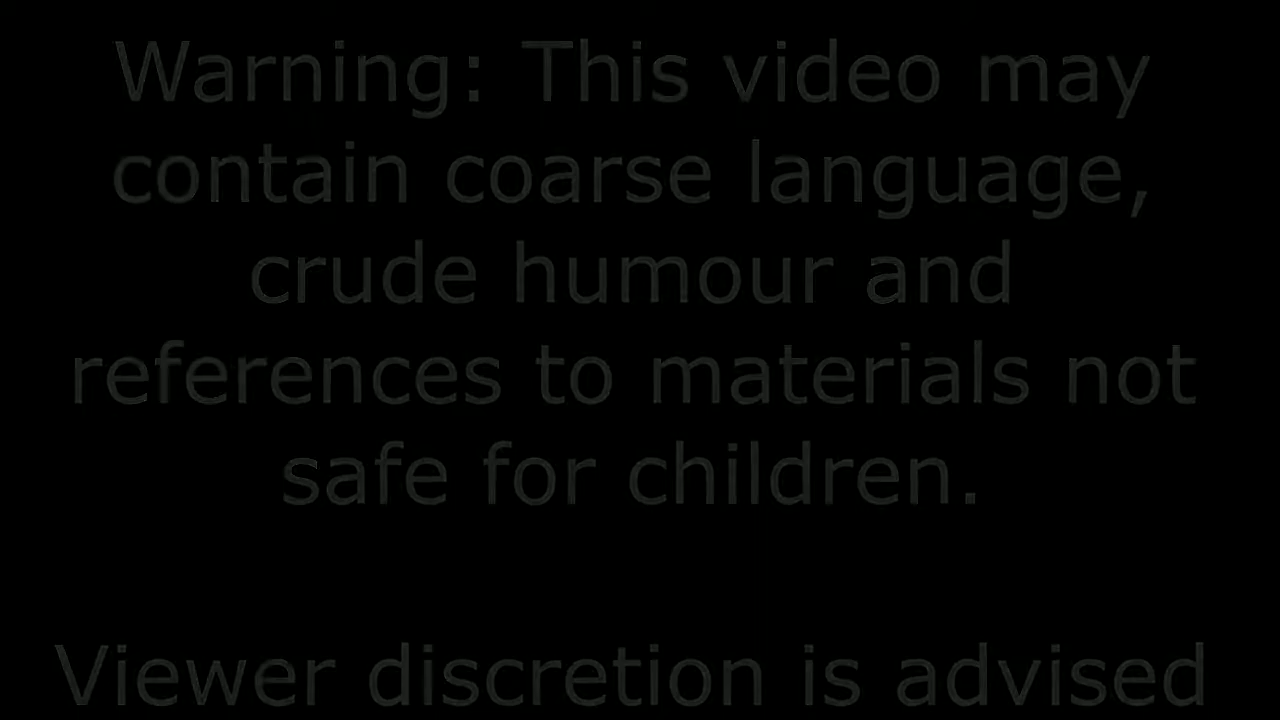 Warning: This video may
contain coarse language,
crude humour and
references to materials not
safe for children.
Viewer discretion is advised